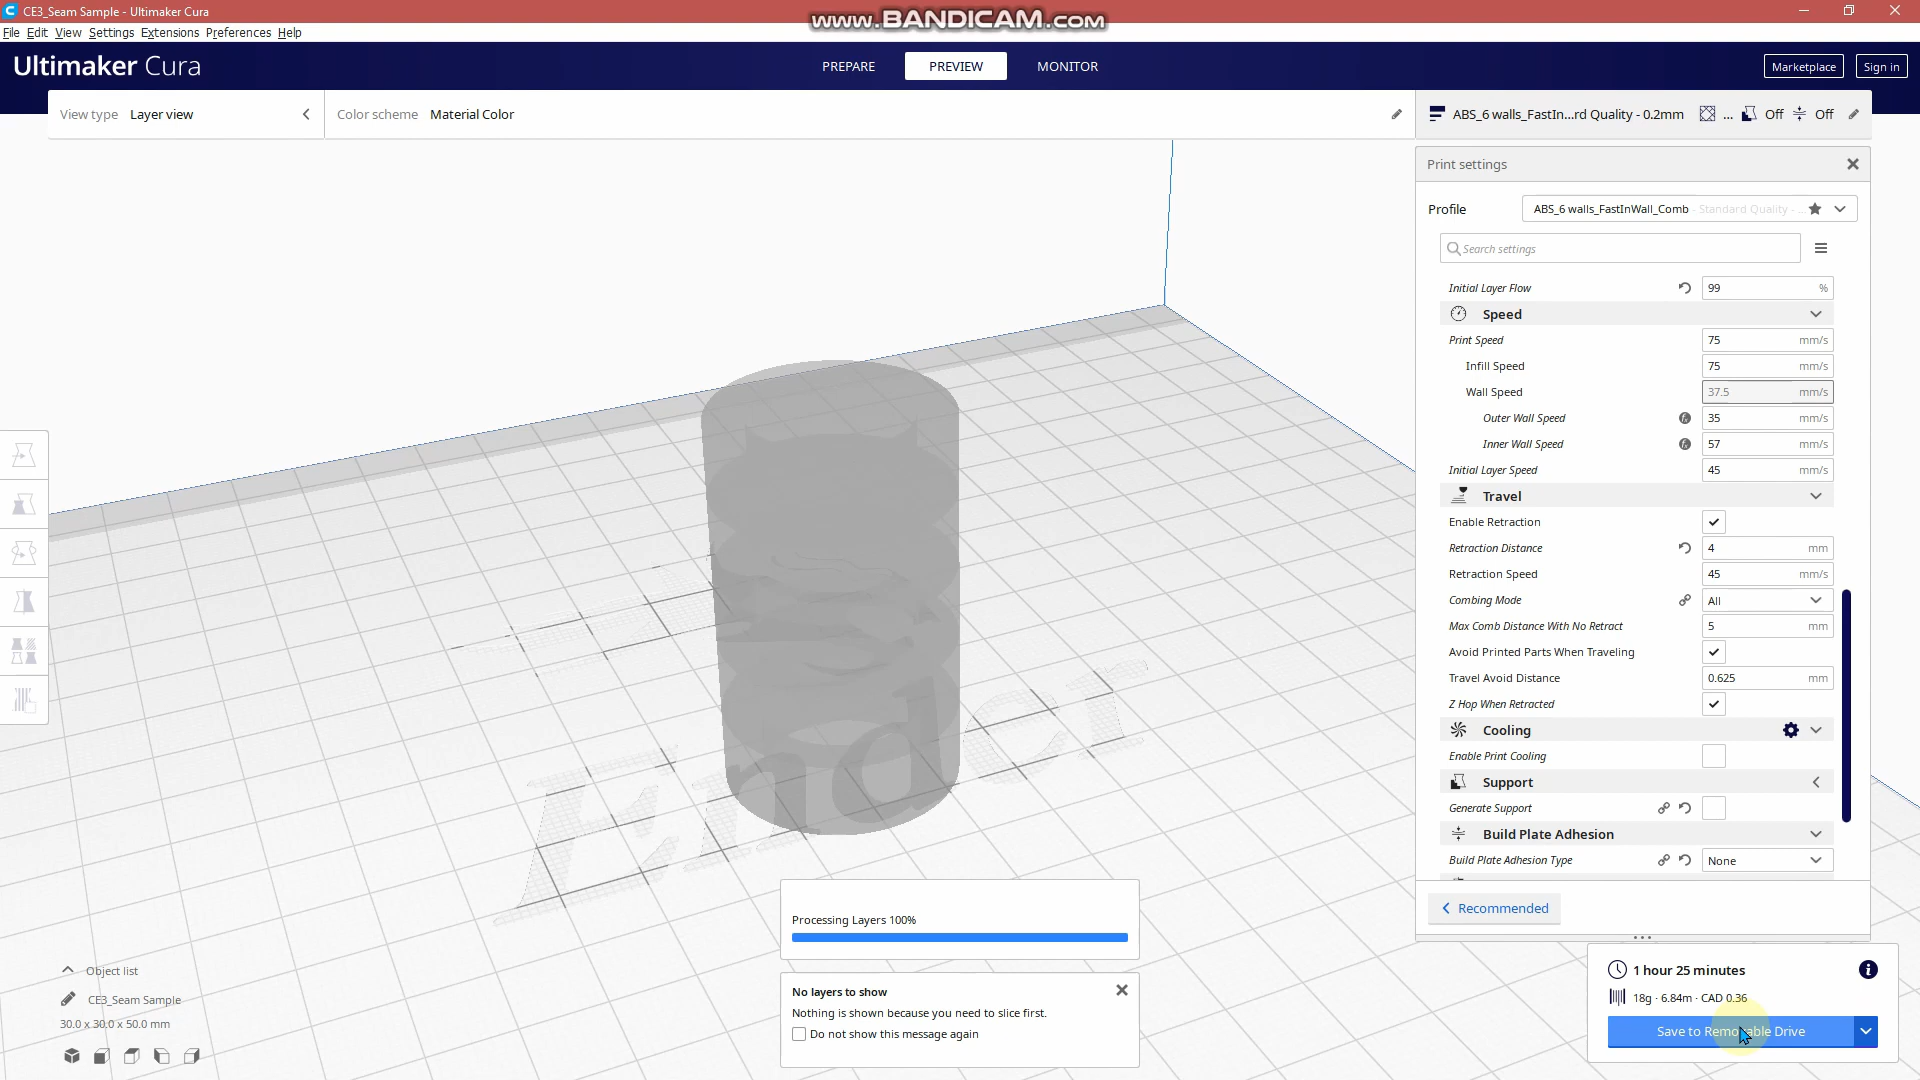 CE3_Seam Sample - Ultimaker Cura
www.BANDICAM.com
File Edit View Settings Extensions Preferences Help
Ultimaker Cura
PREPARE
PREVIEW
MONITOR
Marketplace
Sign in
View type Layer view
Color scheme Material Color
ABS_6 walls_FastIn...rd Quality - 0.2mm ... Off Off
Print settings
Profile ABS_6 walls_FastInWall_Comb - Standard Quality - ...
Search settings
Initial Layer Flow 99 %
Speed
Print Speed 75 mm/s
Infill Speed 75 mm/s
Wall Speed 37.5 mm/s
Outer Wall Speed 35 mm/s
Inner Wall Speed 57 mm/s
Initial Layer Speed 45 mm/s
Travel
Enable Retraction
Retraction Distance 4 mm
Retraction Speed 45 mm/s
Combing Mode All
Max Comb Distance With No Retract 5 mm
Avoid Printed Parts When Traveling
Travel Avoid Distance 0.625 mm
Z Hop When Retracted
Cooling
Enable Print Cooling
Support
Generate Support
Build Plate Adhesion
Build Plate Adhesion Type None
Recommended
Processing Layers 100%
No layers to show
Nothing is shown because you need to slice first.
Do not show this message again
Object list
CE3_Seam Sample
30.0 x 30.0 x 50.0 mm
1 hour 25 minutes
18g · 6.84m · CAD 0.36
Save to Removable Drive